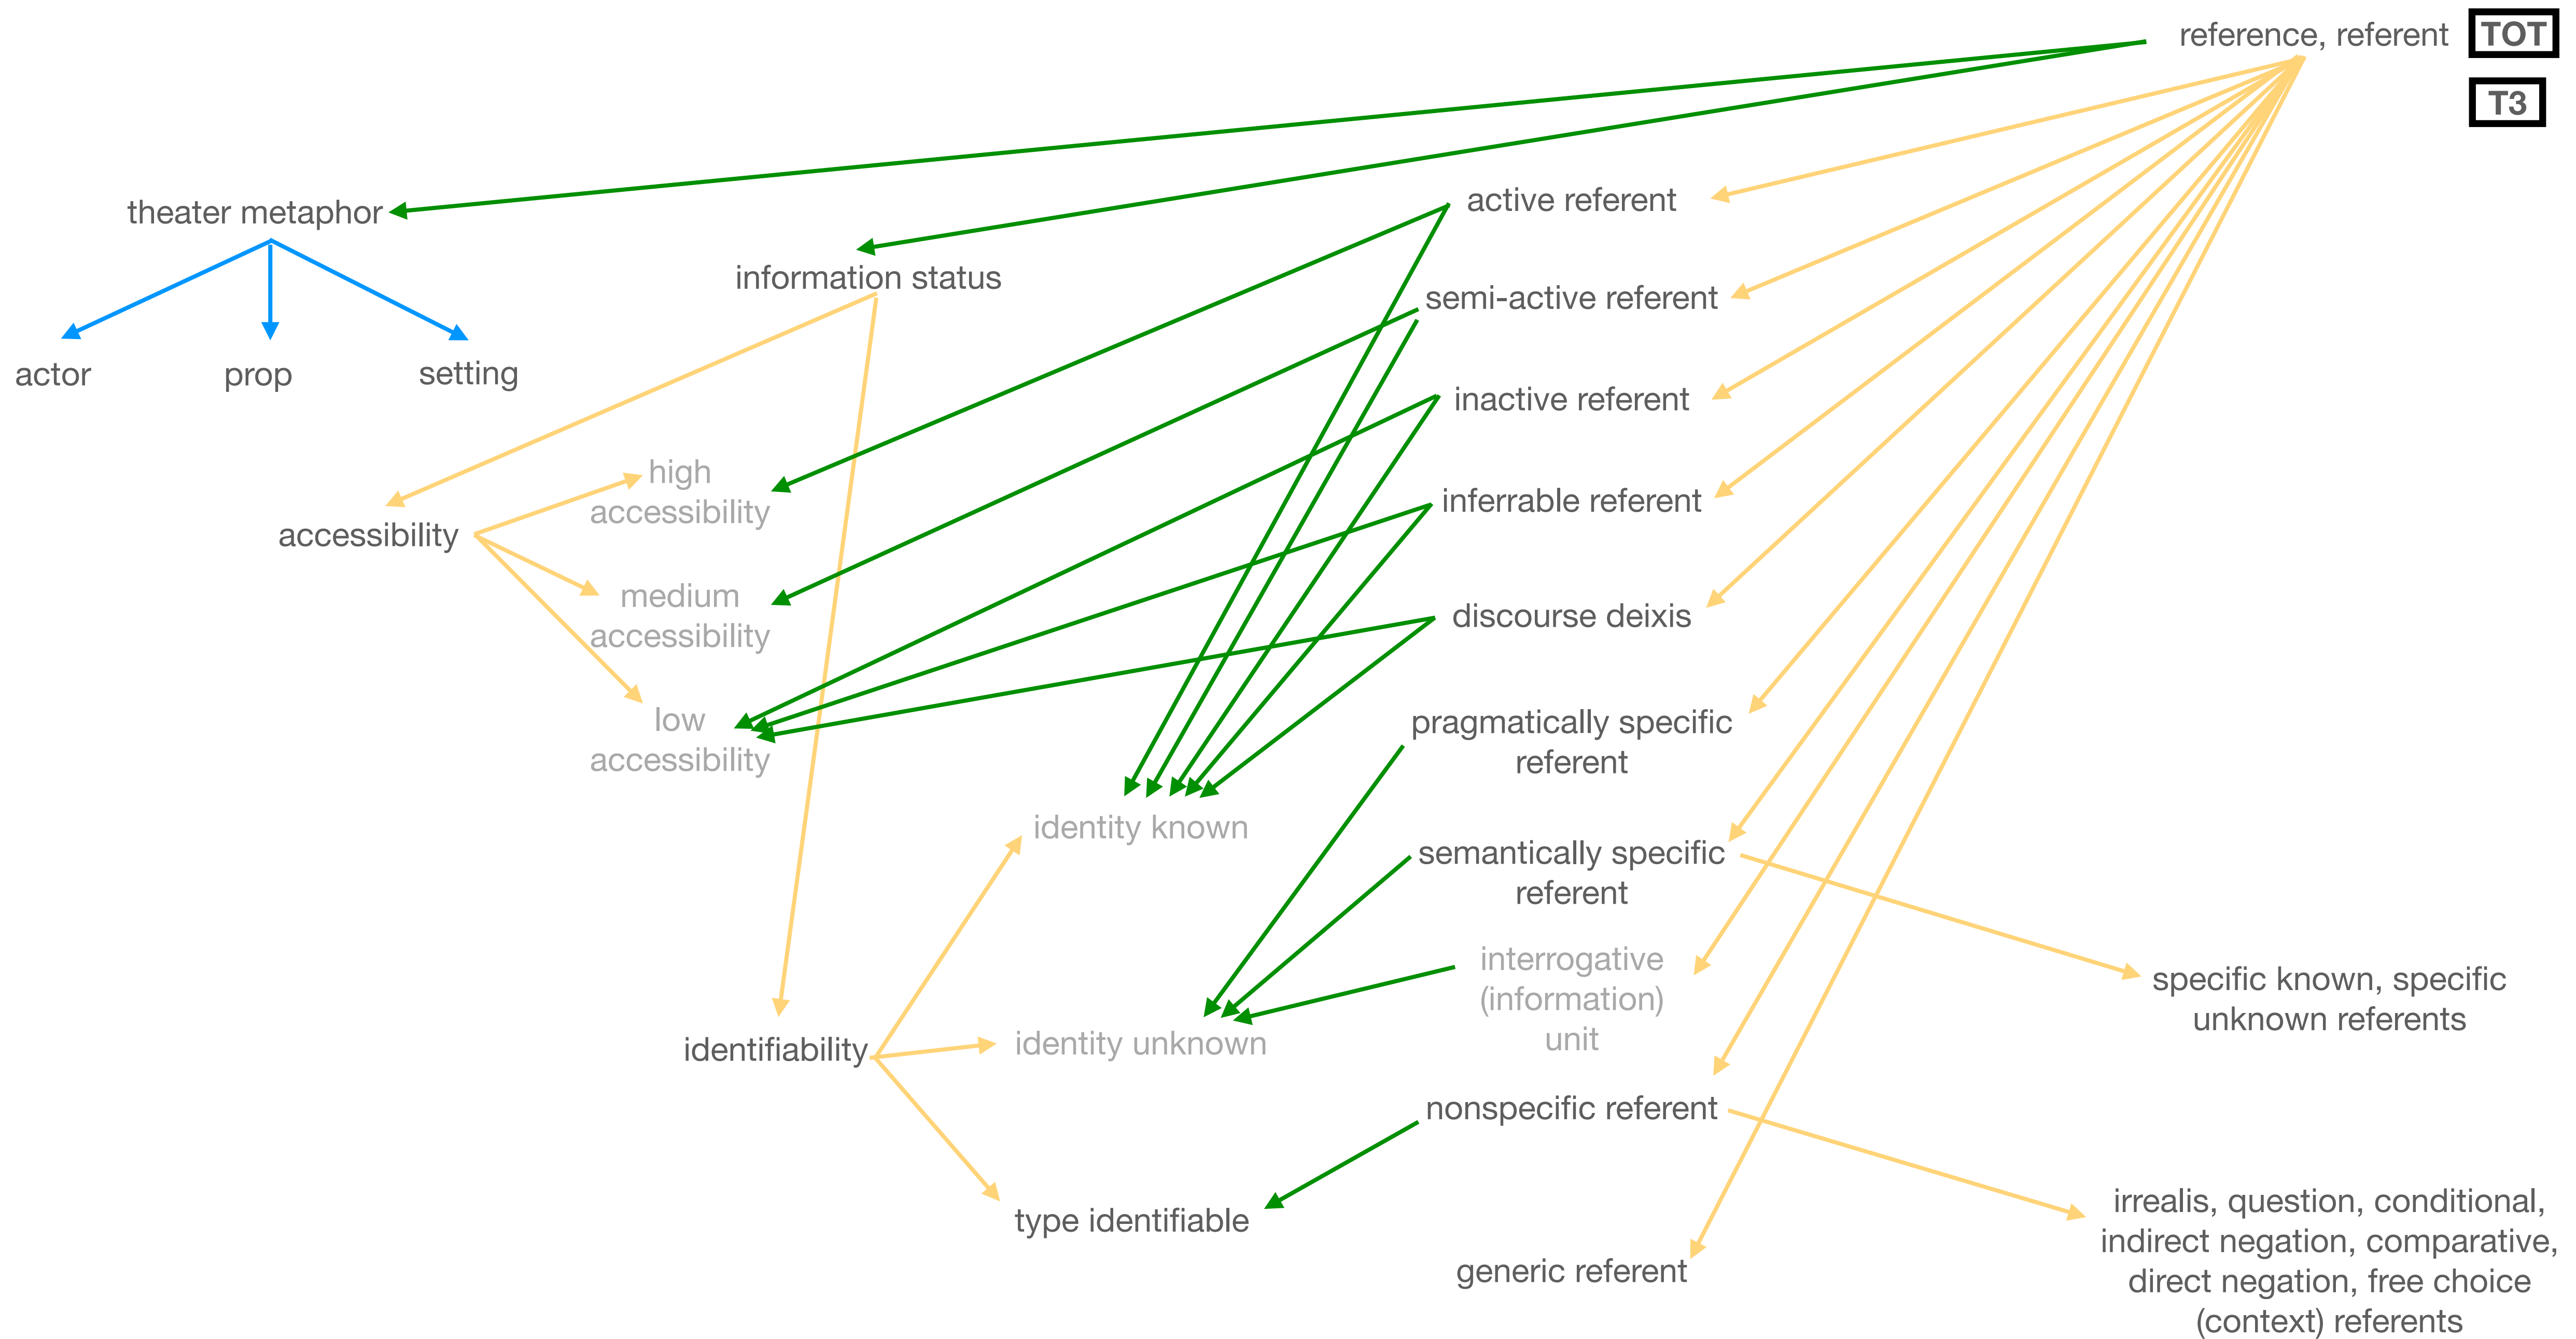 reference, referent
TOT
T3
theater metaphor
active referent
information status
semi-active referent
actor
prop
setting
inactive referent
high
accessibility
inferrable referent
accessibility
medium
accessibility
discourse deixis
low
accessibility
pragmatically specific
referent
identity known
semantically specific
referent
interrogative
(information)
unit
specific known, specific
unknown referents
identifiability
identity unknown
nonspecific referent
type identifiable
generic referent
irrealis, question, conditional,
indirect negation, comparative,
direct negation, free choice
(context) referents